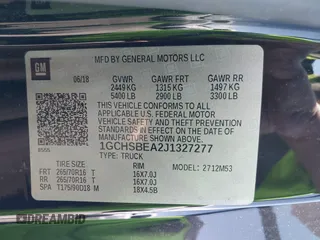 MFD BY GENERAL MOTORS LLC
GM
06/18 GVWR GAWR FRT GAWR RR
2449 KG 1315 KG 1497 KG
5400 LB 2900 LB 3300 LB
THIS VEHICLE CONFORMS TO ALL
APPLICABLE U.S. FEDERAL MOTOR
VEHICLE SAFETY AND THEFT PREVENTION
STANDARDS IN EFFECT ON THE DATE OF
MANUFACTURE SHOWN ABOVE.
1GCHSBEA2J1327277
TYPE: TRUCK
TIRE SIZE RIM MODEL: 2712M53
FRT 265/70R16 T 16X7.0J
RR 265/70R16 T 16X7.0J
SPA T175/90D18 M 18X4.5B
DIAMBID